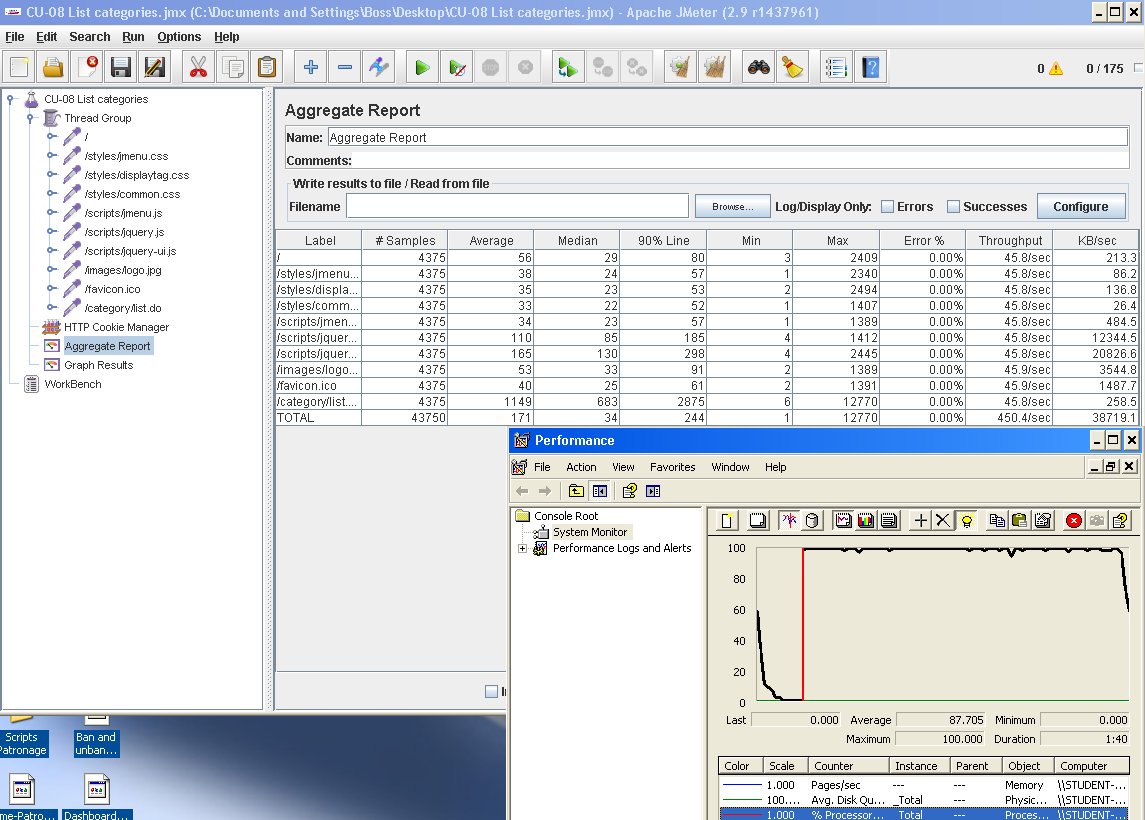 CU-08 List categories.jmx (C:\Documents and Settings\Boss\Desktop\CU-08 List categories.jmx) - Apache JMeter (2.9 r1437961)
File Edit Search Run Options Help
0 0 / 175
CU-08 List categories
Thread Group
/
/styles/jmenu.css
/styles/displaytag.css
/styles/common.css
/scripts/jmenu.js
/scripts/jquery.js
/scripts/jquery-ui.js
/images/logo.jpg
/favicon.ico
/category/list.do
HTTP Cookie Manager
Aggregate Report
Graph Results
WorkBench
Aggregate Report
Name: Aggregate Report
Comments:
Write results to file / Read from file
Filename Browse... Log/Display Only: Errors Successes Configure
Label # Samples Average Median 90% Line Min Max Error % Throughput KB/sec
/ 4375 56 29 80 3 2409 0.00% 45.8/sec 213.3
/styles/jmenu... 4375 38 24 57 1 2340 0.00% 45.8/sec 86.2
/styles/displa... 4375 35 23 53 2 2494 0.00% 45.8/sec 136.8
/styles/comm... 4375 33 22 52 1 1407 0.00% 45.8/sec 26.4
/scripts/jmen... 4375 34 23 57 1 1389 0.00% 45.8/sec 484.5
/scripts/jquer... 4375 110 85 185 4 1412 0.00% 45.8/sec 12344.5
/scripts/jquer... 4375 165 130 298 4 2445 0.00% 45.8/sec 20826.6
/images/logo... 4375 53 33 91 2 1389 0.00% 45.9/sec 3544.8
/favicon.ico 4375 40 25 61 2 1391 0.00% 45.9/sec 1487.7
/category/list.... 4375 1149 683 2875 6 12770 0.00% 45.8/sec 258.5
TOTAL 43750 171 34 244 1 12770 0.00% 450.4/sec 38719.1
Performance
File Action View Favorites Window Help
Console Root
System Monitor
Performance Logs and Alerts
100
80
60
40
20
0
Last 0.000 Average 87.705 Minimum 0.000
Maximum 100.000 Duration 1:40
Color Scale Counter Instance Parent Object Computer
1.000 Pages/sec --- --- Memory \\STUDENT-...
100.... Avg. Disk Qu... _Total --- Physic... \\STUDENT-...
1.000 % Processor... _Total --- Proces... \\STUDENT-...
Scripts
Patronage
Ban and
unban...
me-Patro...
Dashboard...